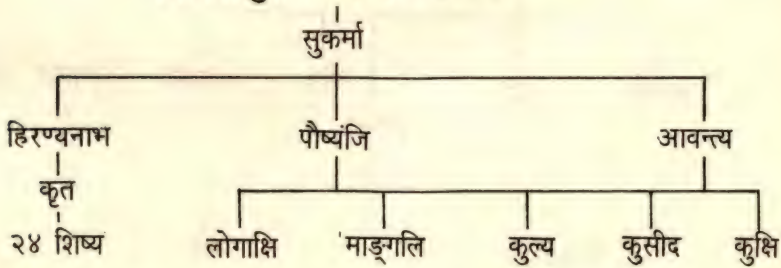 सुकर्मा
हिरण्यनाभ पौष्यंजि आवन्त्य
कृत
२४ शिष्य लोगाक्षि माङ्गलि कुल्य कुसीद कुक्षि